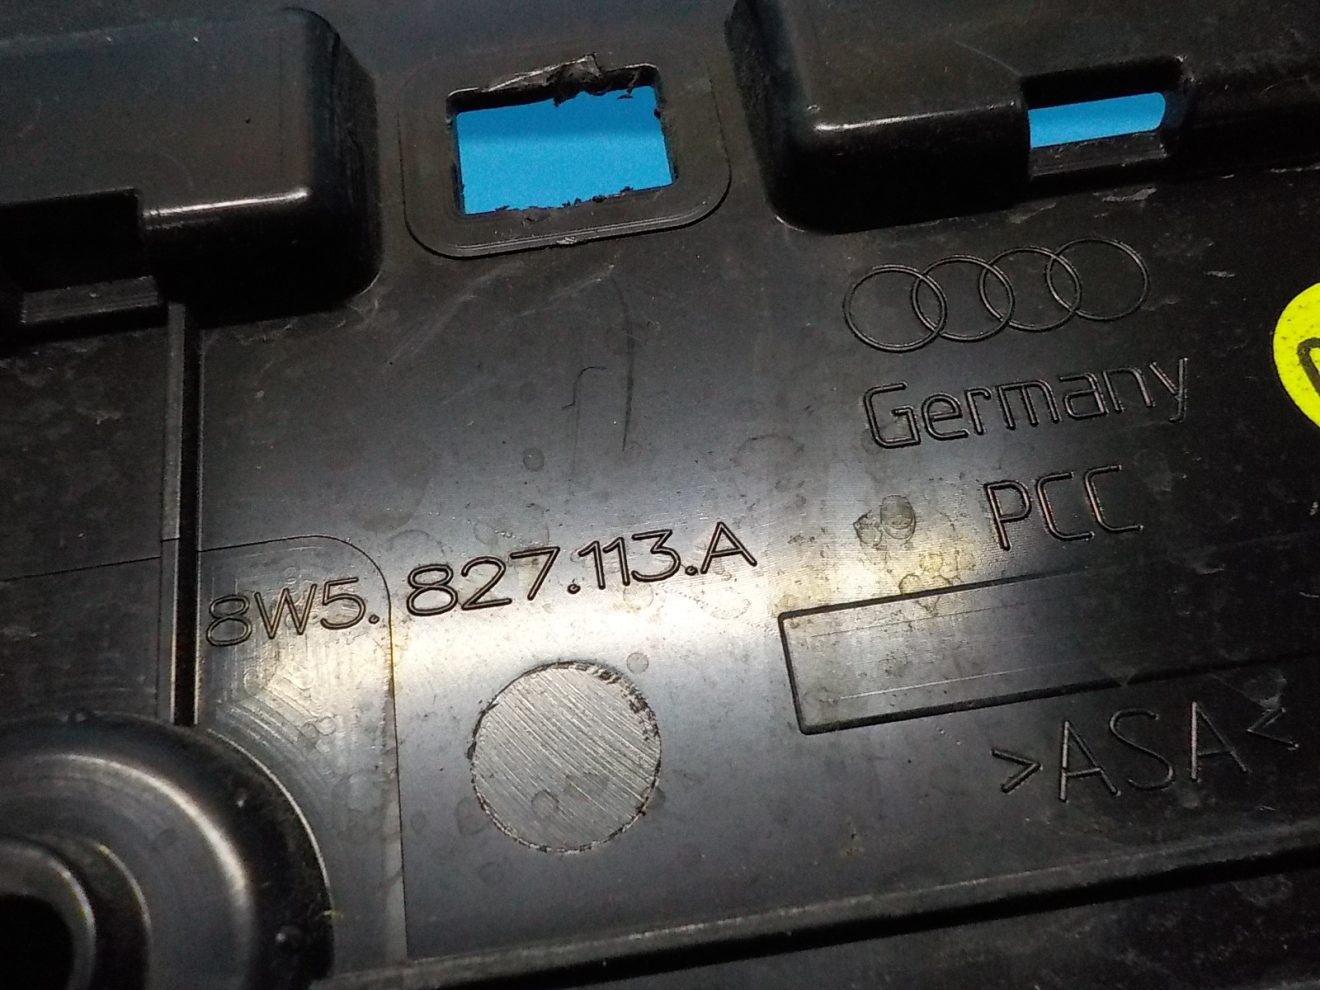 Germany
PCC
8W5.827.113.A
>ASA<